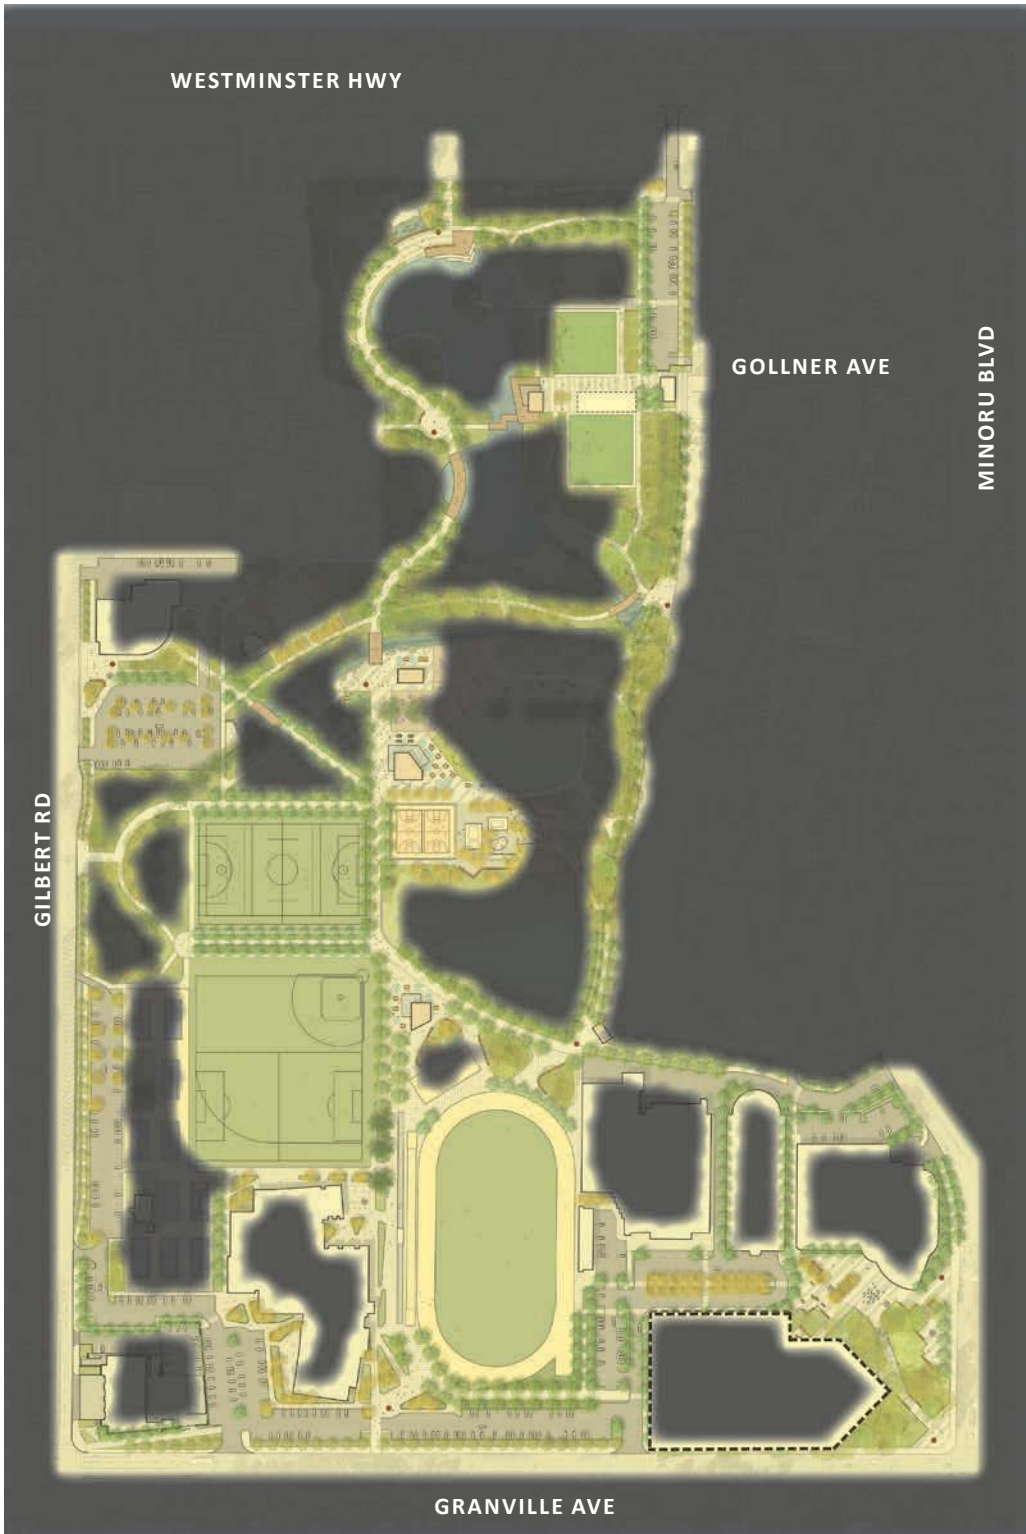 WESTMINSTER HWY
GOLLNER AVE
MINORU BLVD
GILBERT RD
GRANVILLE AVE